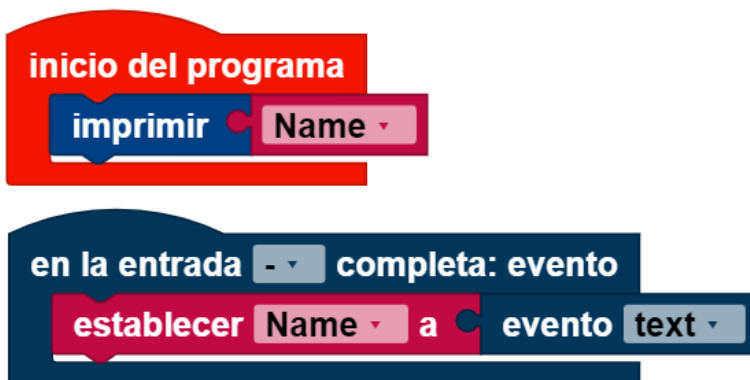 inicio del programa
imprimir Name
en la entrada - completa: evento
establecer Name a evento text